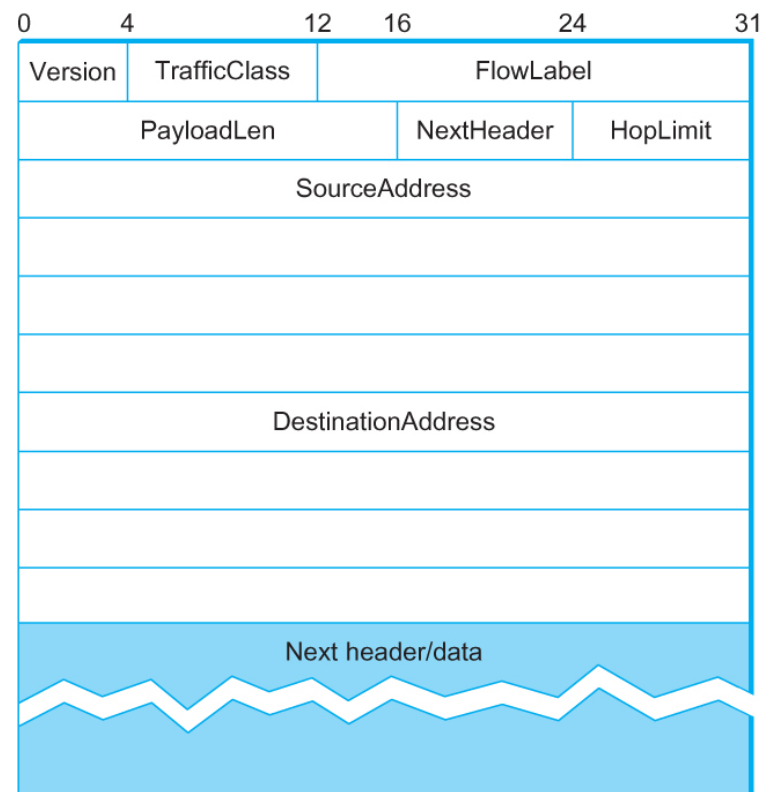 0 4 12 16 24 31
Version TrafficClass FlowLabel
PayloadLen NextHeader HopLimit
SourceAddress
DestinationAddress
Next header/data